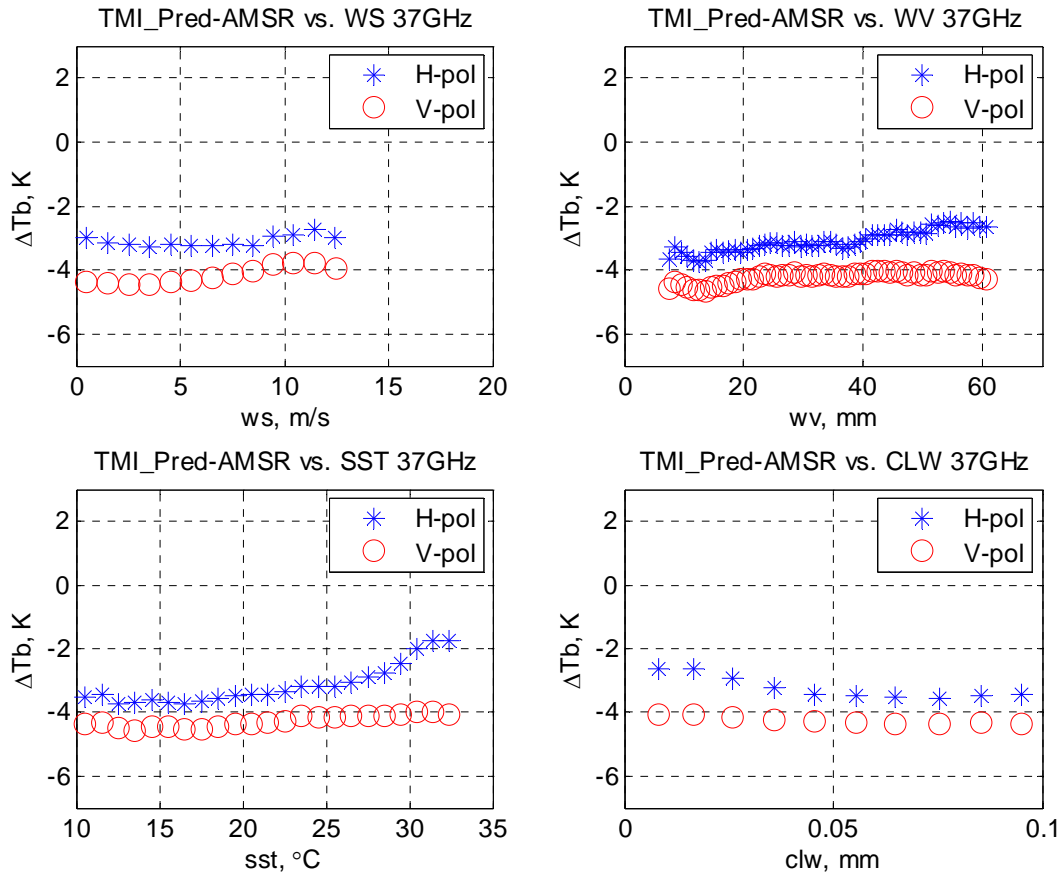 TMI_Pred-AMSR vs. WS 37GHz
H-pol
V-pol
2
0
-2
-4
-6
ΔTb, K
0
5
10
15
20
ws, m/s
TMI_Pred-AMSR vs. WV 37GHz
H-pol
V-pol
2
0
-2
-4
-6
ΔTb, K
0
20
40
60
wv, mm
TMI_Pred-AMSR vs. SST 37GHz
H-pol
V-pol
2
0
-2
-4
-6
ΔTb, K
10
15
20
25
30
35
sst, °C
TMI_Pred-AMSR vs. CLW 37GHz
H-pol
V-pol
2
0
-2
-4
-6
ΔTb, K
0
0.05
0.1
clw, mm